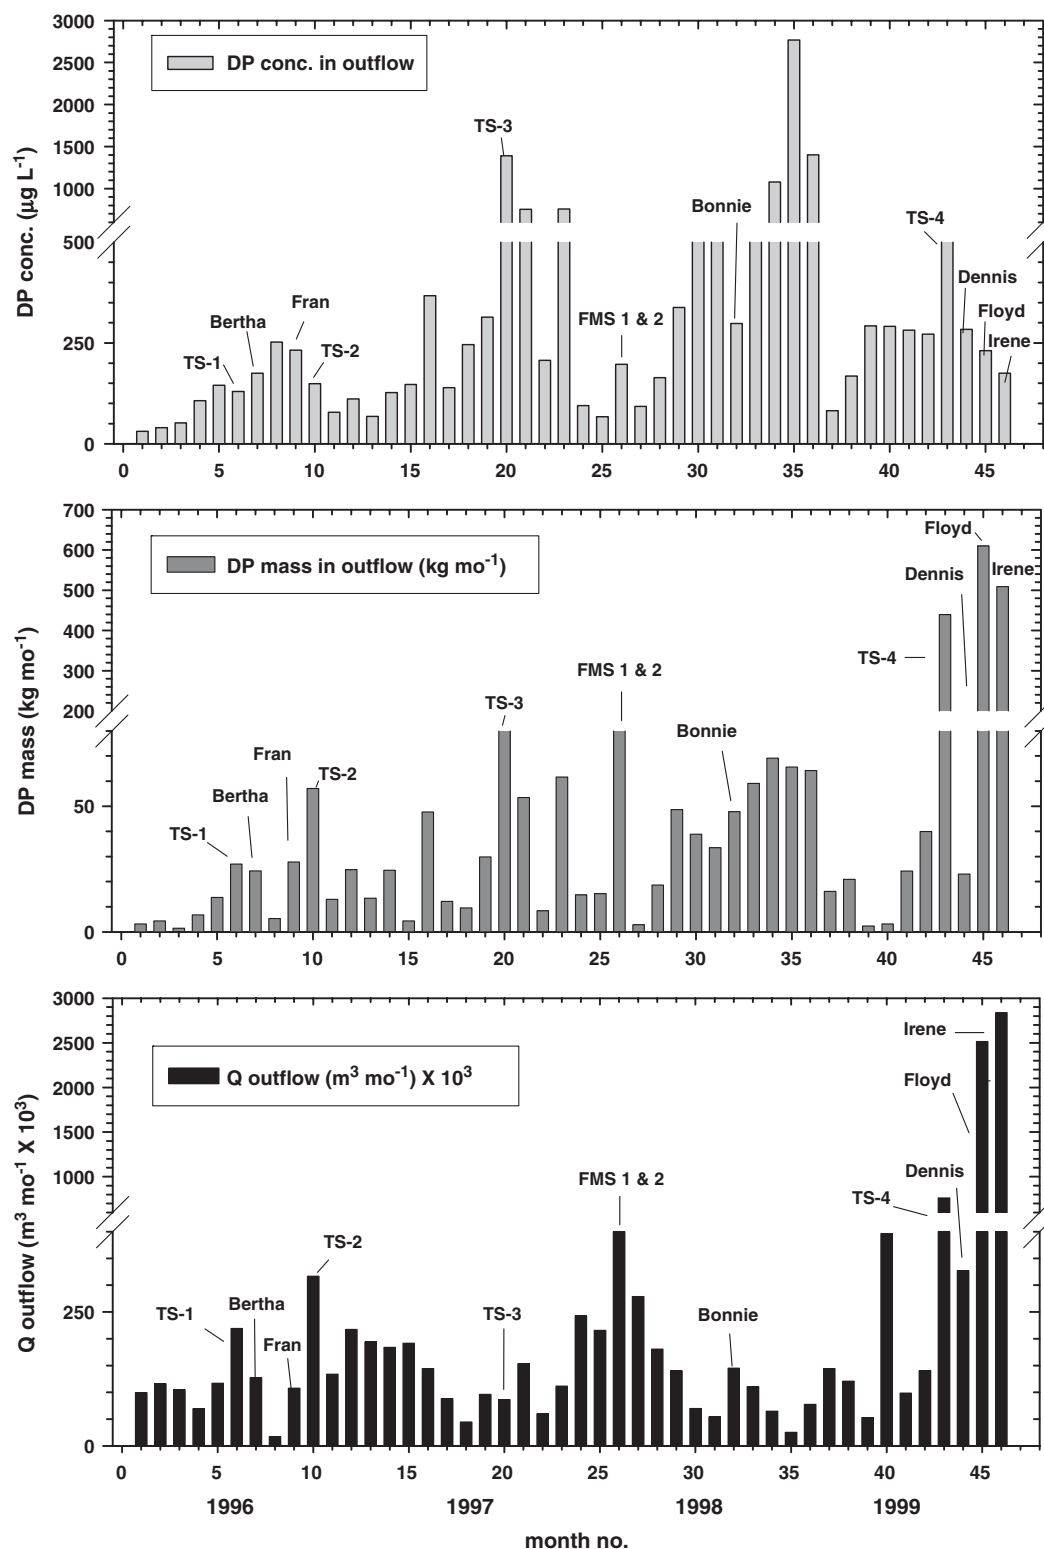 3000
2500
2000
1500
1000
500
250
0
DP conc. (µg L-1)
DP conc. in outflow
TS-3
Bonnie
TS-4
Fran
Bertha
TS-1
TS-2
FMS 1 & 2
Dennis
Floyd
Irene
0 5 10 15 20 25 30 35 40 45
700
600
500
400
300
200
50
0
DP mass (kg mo-1)
DP mass in outflow (kg mo-1)
Floyd
Dennis
Irene
TS-4
FMS 1 & 2
TS-3
Bonnie
Fran
TS-2
Bertha
TS-1
0 5 10 15 20 25 30 35 40 45
3000
2500
2000
1500
1000
250
0
Q outflow (m3 mo-1 X 103)
Q outflow (m3 mo-1) X 103
Irene
Floyd
Dennis
FMS 1 & 2
TS-4
TS-2
TS-1
Bertha
Fran
TS-3
Bonnie
0 5 10 15 20 25 30 35 40 45
1996 1997 1998 1999
month no.